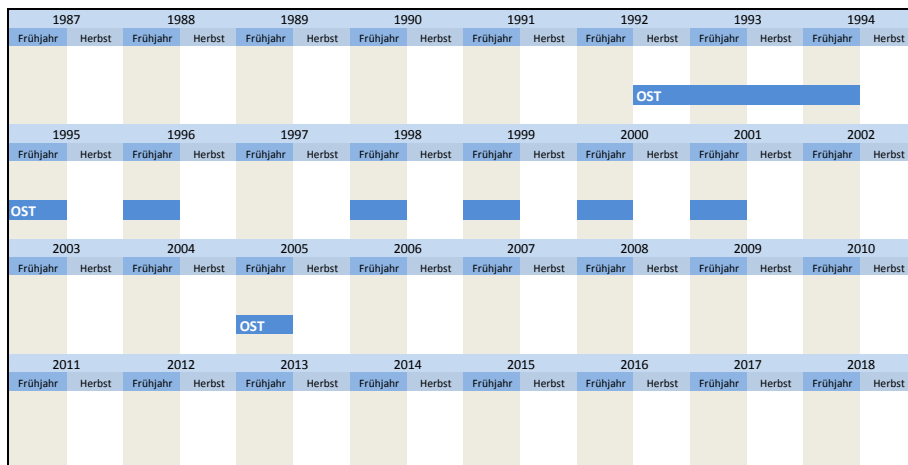 1987 1988 1989 1990 1991 1992 1993 1994
Frühjahr Herbst Frühjahr Herbst Frühjahr Herbst Frühjahr Herbst Frühjahr Herbst Frühjahr Herbst Frühjahr Herbst Frühjahr Herbst
OST
1995 1996 1997 1998 1999 2000 2001 2002
Frühjahr Herbst Frühjahr Herbst Frühjahr Herbst Frühjahr Herbst Frühjahr Herbst Frühjahr Herbst Frühjahr Herbst Frühjahr Herbst
OST
2003 2004 2005 2006 2007 2008 2009 2010
Frühjahr Herbst Frühjahr Herbst Frühjahr Herbst Frühjahr Herbst Frühjahr Herbst Frühjahr Herbst Frühjahr Herbst Frühjahr Herbst
OST
2011 2012 2013 2014 2015 2016 2017 2018
Frühjahr Herbst Frühjahr Herbst Frühjahr Herbst Frühjahr Herbst Frühjahr Herbst Frühjahr Herbst Frühjahr Herbst Frühjahr Herbst